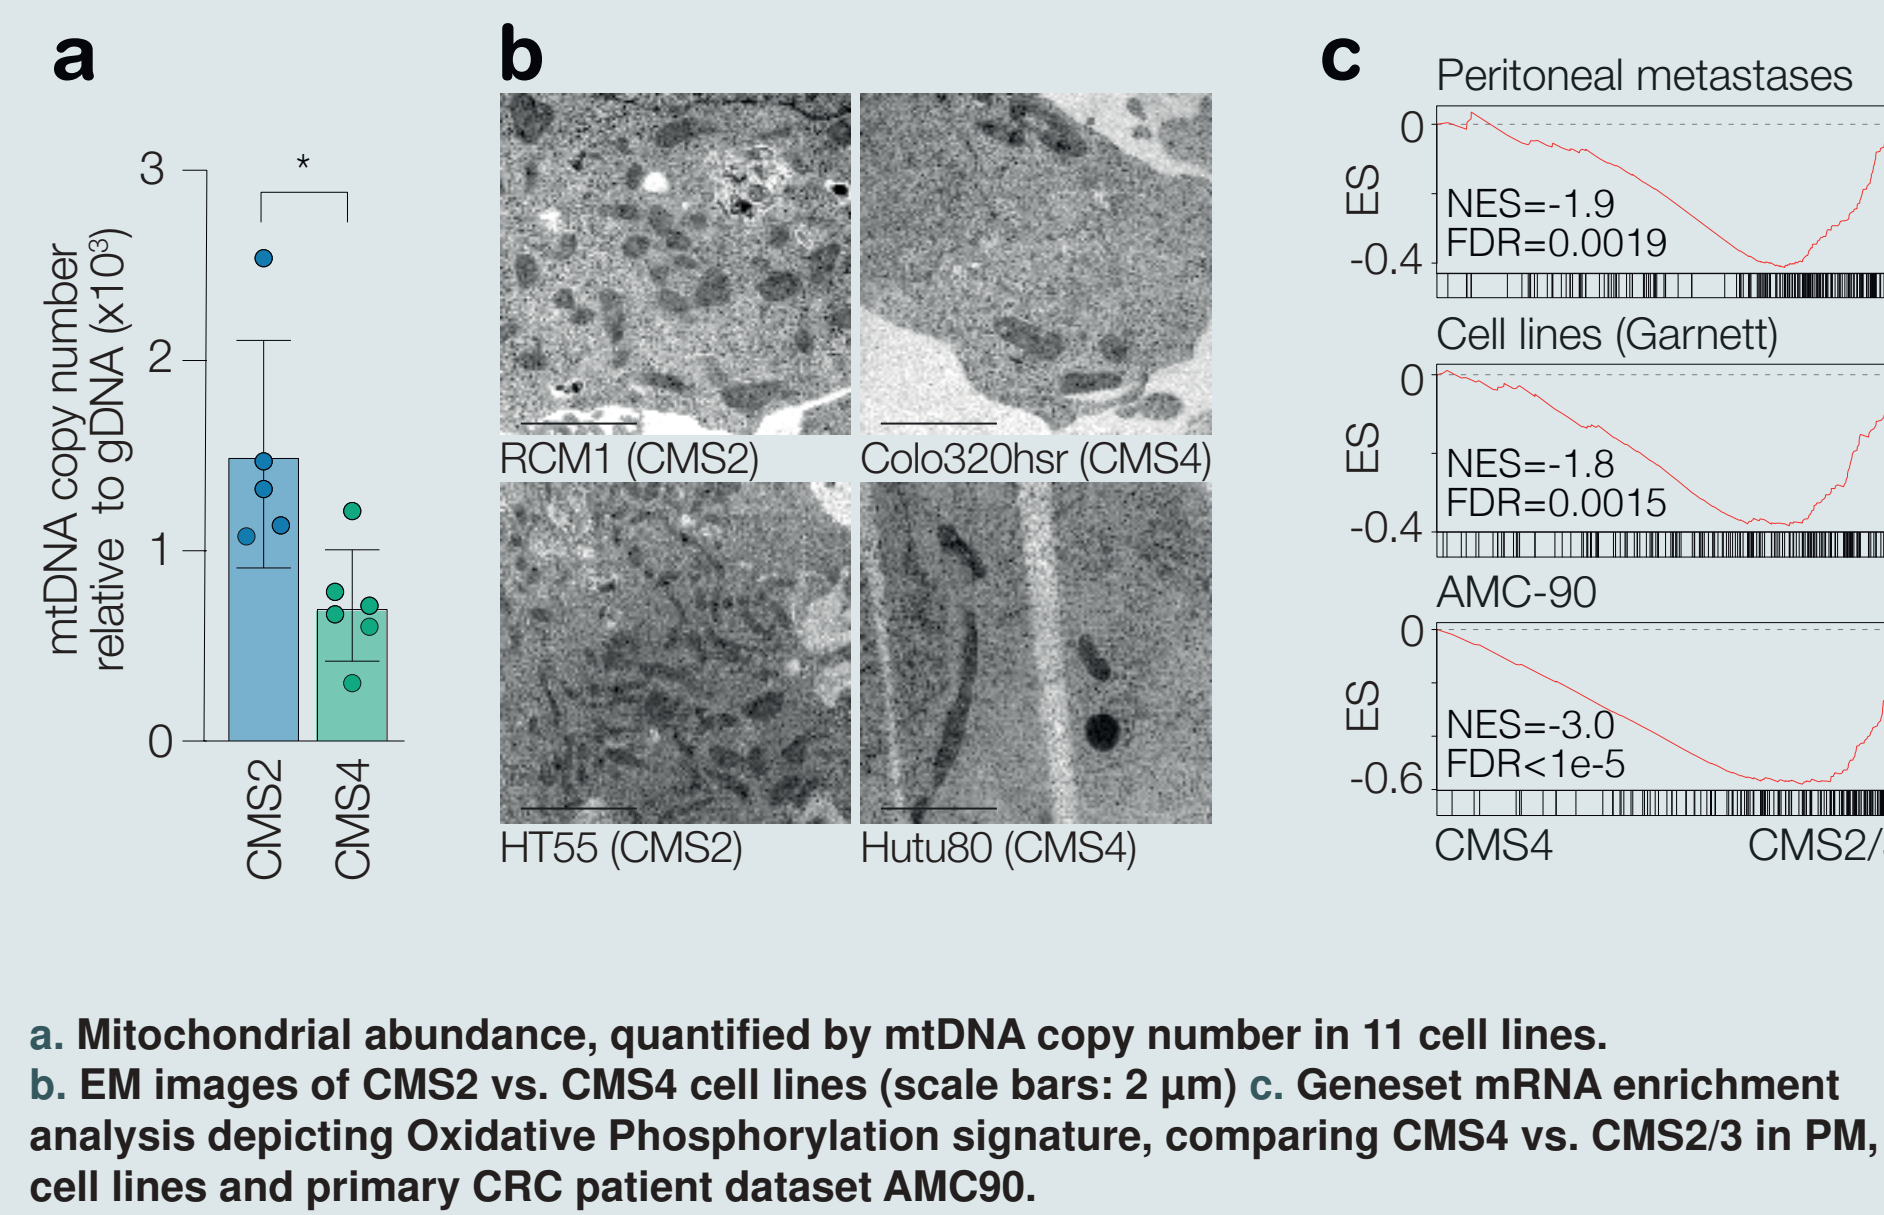 a
3
2
1
0
mtDNA copy number
relative to gDNA (x10³)
*
CMS2
CMS4
b
RCM1 (CMS2)
Colo320hsr (CMS4)
HT55 (CMS2)
Hutu80 (CMS4)
c
Peritoneal metastases
0
-0.4
ES
NES=-1.9
FDR=0.0019
Cell lines (Garnett)
0
-0.4
ES
NES=-1.8
FDR=0.0015
AMC-90
0
-0.6
ES
NES=-3.0
FDR<1e-5
CMS4
CMS2/
a. Mitochondrial abundance, quantified by mtDNA copy number in 11 cell lines.
b. EM images of CMS2 vs. CMS4 cell lines (scale bars: 2 µm) c. Geneset mRNA enrichment
analysis depicting Oxidative Phosphorylation signature, comparing CMS4 vs. CMS2/3 in PM,
cell lines and primary CRC patient dataset AMC90.